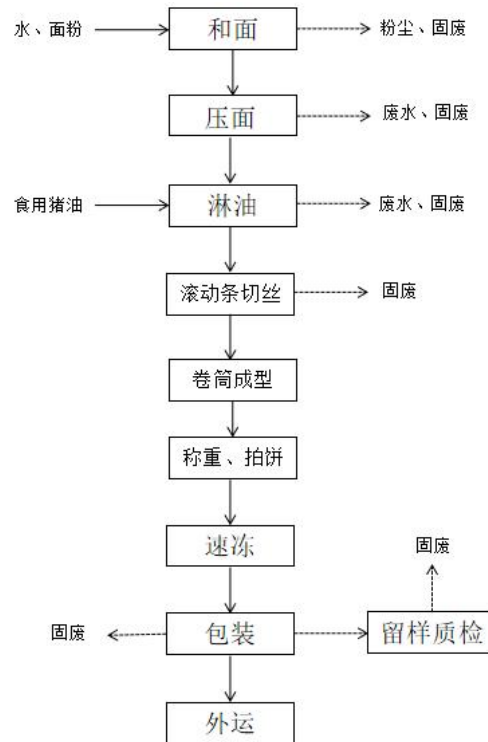 水、面粉 和面 粉尘、固废
压面 废水、固废
食用猪油 淋油 废水、固废
滚动条切丝 固废
卷筒成型
称重、拍饼
速冻
固废
固废 包装 留样质检
外运